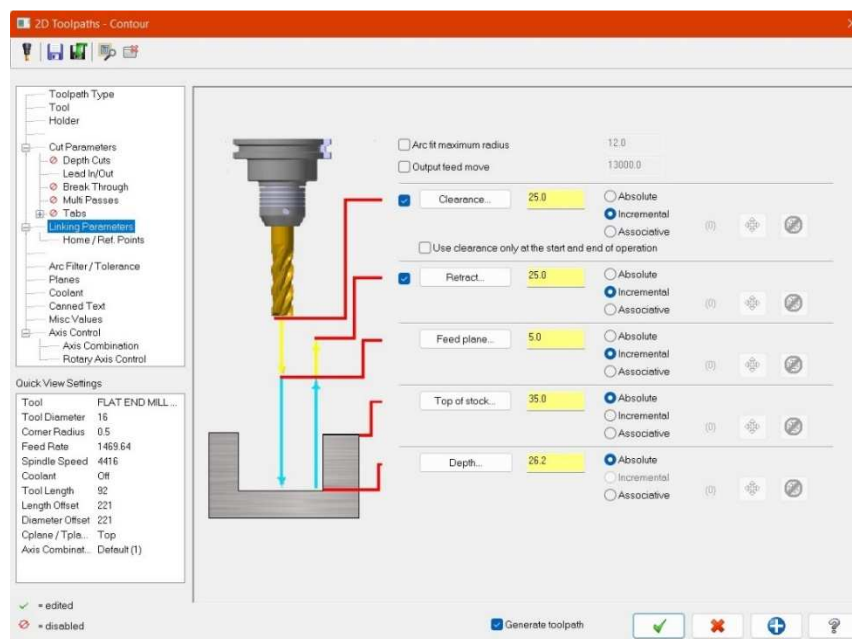 2D Toolpaths - Contour
Toolpath Type
Tool
Holder
Cut Parameters
Depth Cuts
Lead In/Out
Break Through
Multi Passes
Tabs
Linking Parameters
Home / Ref. Points
Arc Filter / Tolerance
Planes
Coolant
Canned Text
Misc Values
Axis Control
Axis Combination
Rotary Axis Control
Quick View Settings
Tool FLAT END MILL ...
Tool Diameter 16
Corner Radius 0.5
Feed Rate 1469.64
Spindle Speed 4416
Coolant Off
Tool Length 92
Length Offset 221
Diameter Offset 221
Cplane / Tpla... Top
Axis Combinat... Default (1)
✓ = edited
= disabled
Arc fit maximum radius 12.0
Output feed move 13000.0
Clearance... 25.0 Absolute
Incremental
Associative (0)
Use clearance only at the start and end of operation
Retract... 25.0 Absolute
Incremental
Associative (0)
Feed plane... 5.0 Absolute
Incremental
Associative (0)
Top of stock... 35.0 Absolute
Incremental
Associative (0)
Depth... 26.2 Absolute
Incremental
Associative (0)
Generate toolpath
?